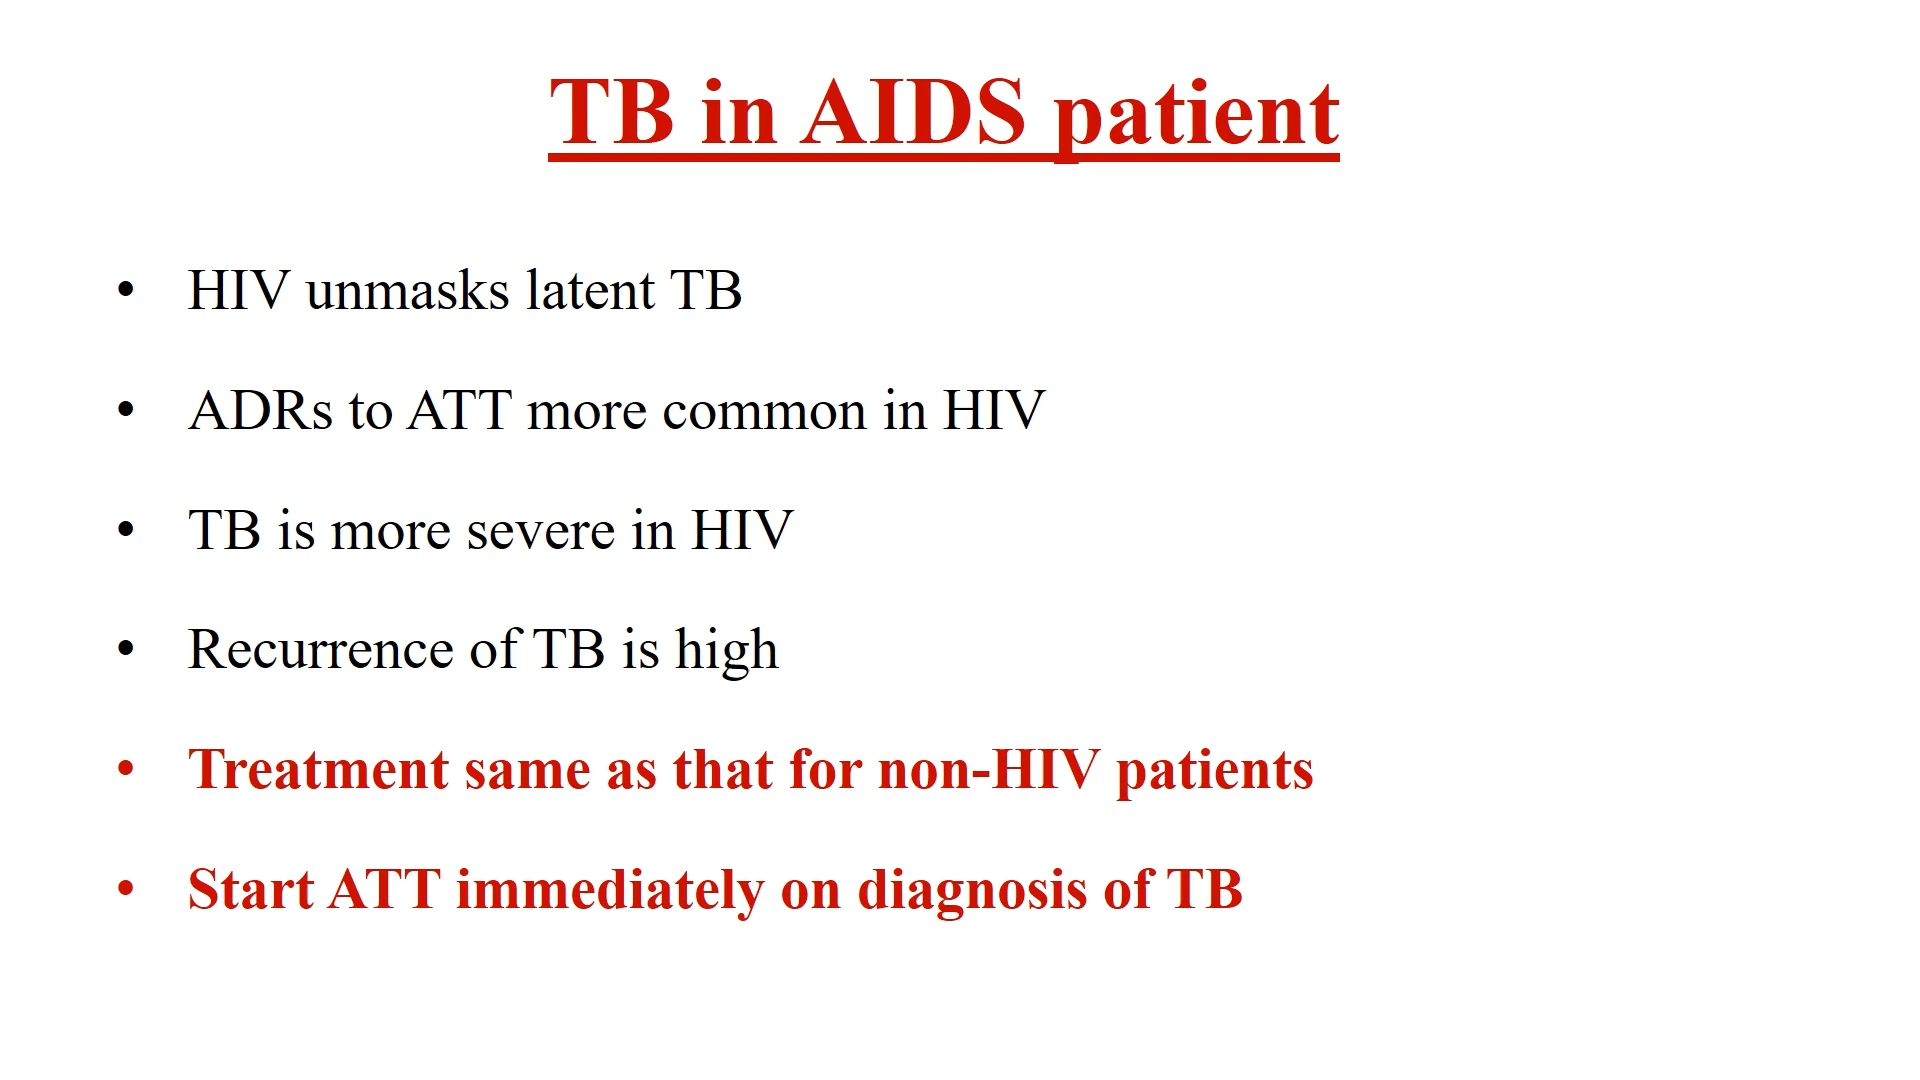 TB in AIDS patient
• HIV unmasks latent TB
• ADRs to ATT more common in HIV
• TB is more severe in HIV
• Recurrence of TB is high
• Treatment same as that for non-HIV patients
• Start ATT immediately on diagnosis of TB